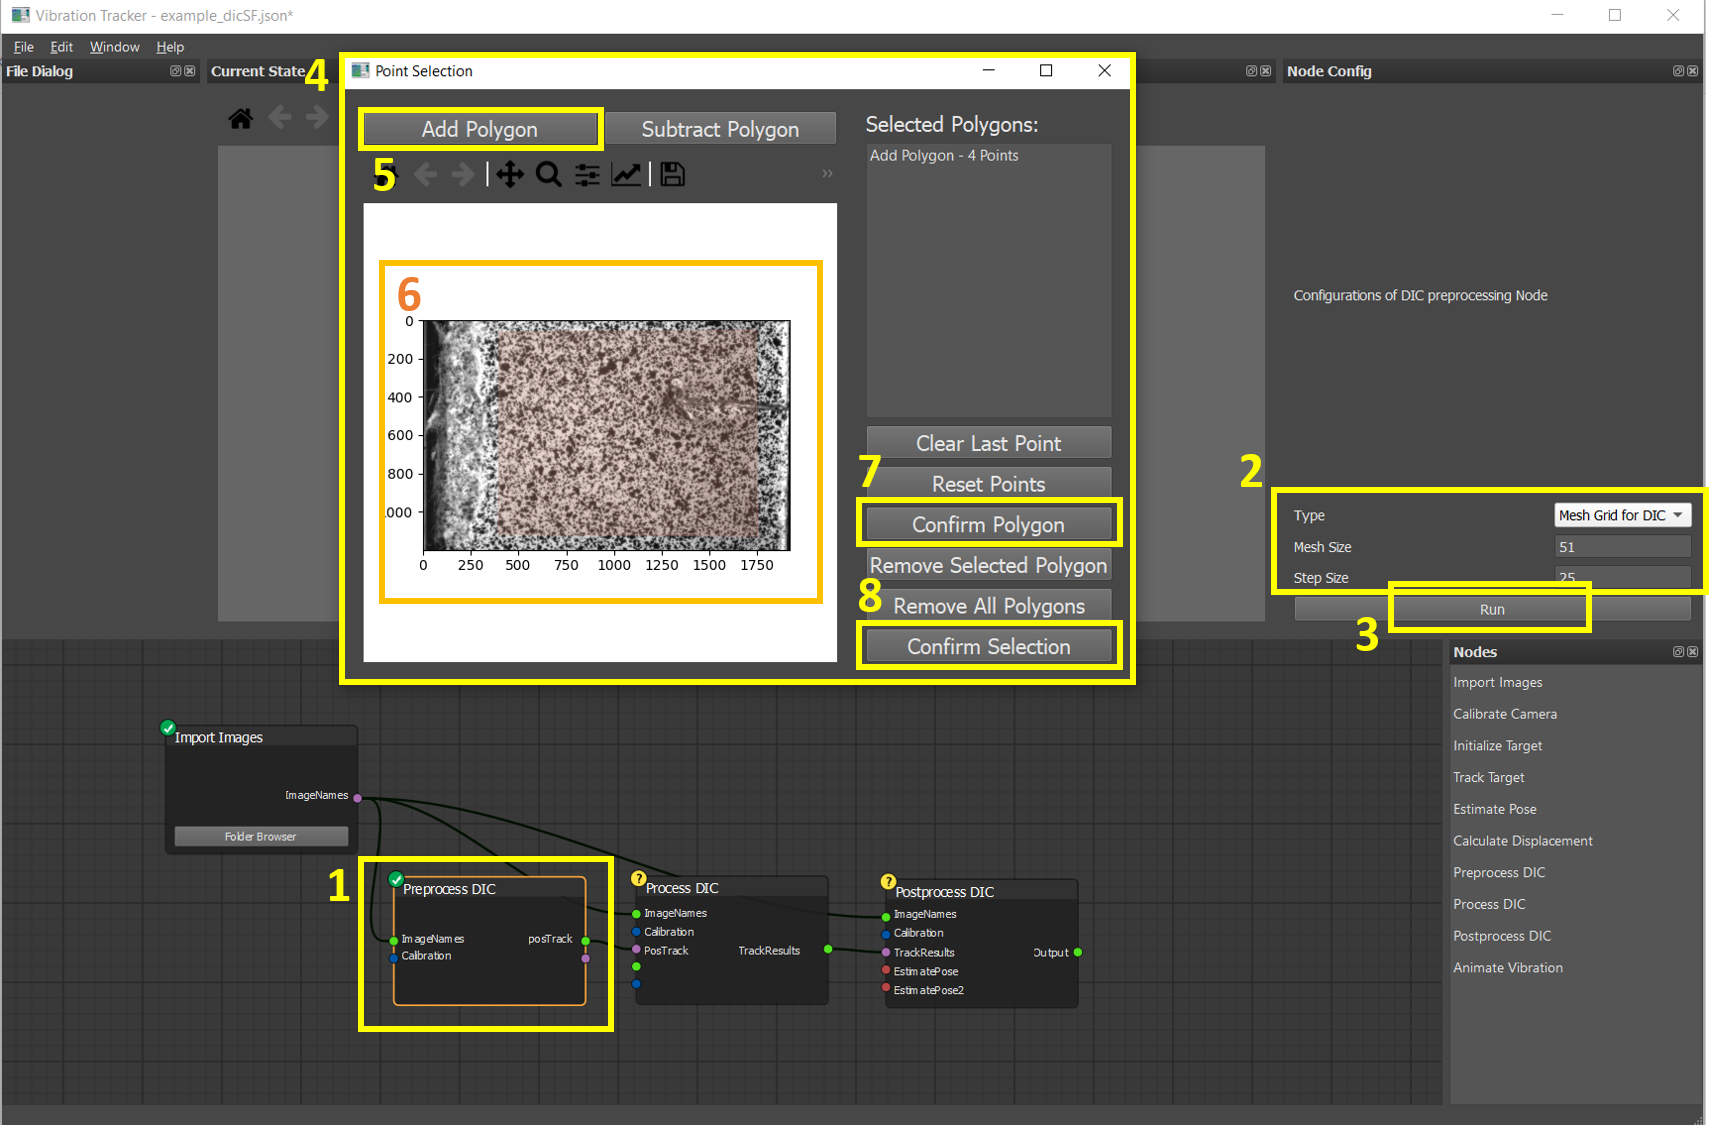 Vibration Tracker - example_dicSF.json*
File Edit Window Help
File Dialog
Current State
4
Point Selection
Node Config
Add Polygon
Subtract Polygon
Selected Polygons:
Add Polygon - 4 Points
5
»
6
0
200
400
600
800
000
0 250 500 750 1000 1250 1500 1750
Clear Last Point
7
Reset Points
Confirm Polygon
Remove Selected Polygon
8
Remove All Polygons
Confirm Selection
Configurations of DIC preprocessing Node
2
Type Mesh Grid for DIC
Mesh Size 51
Step Size 25
Run
3
Nodes
Import Images
Calibrate Camera
Initialize Target
Track Target
Estimate Pose
Calculate Displacement
Preprocess DIC
Process DIC
Postprocess DIC
Animate Vibration
Import Images
ImageNames
Folder Browser
1
Preprocess DIC
ImageNames posTrack
Calibration
?
Process DIC
ImageNames
Calibration
PosTrack TrackResults
?
Postprocess DIC
ImageNames
Calibration
TrackResults Output
EstimatePose
EstimatePose2